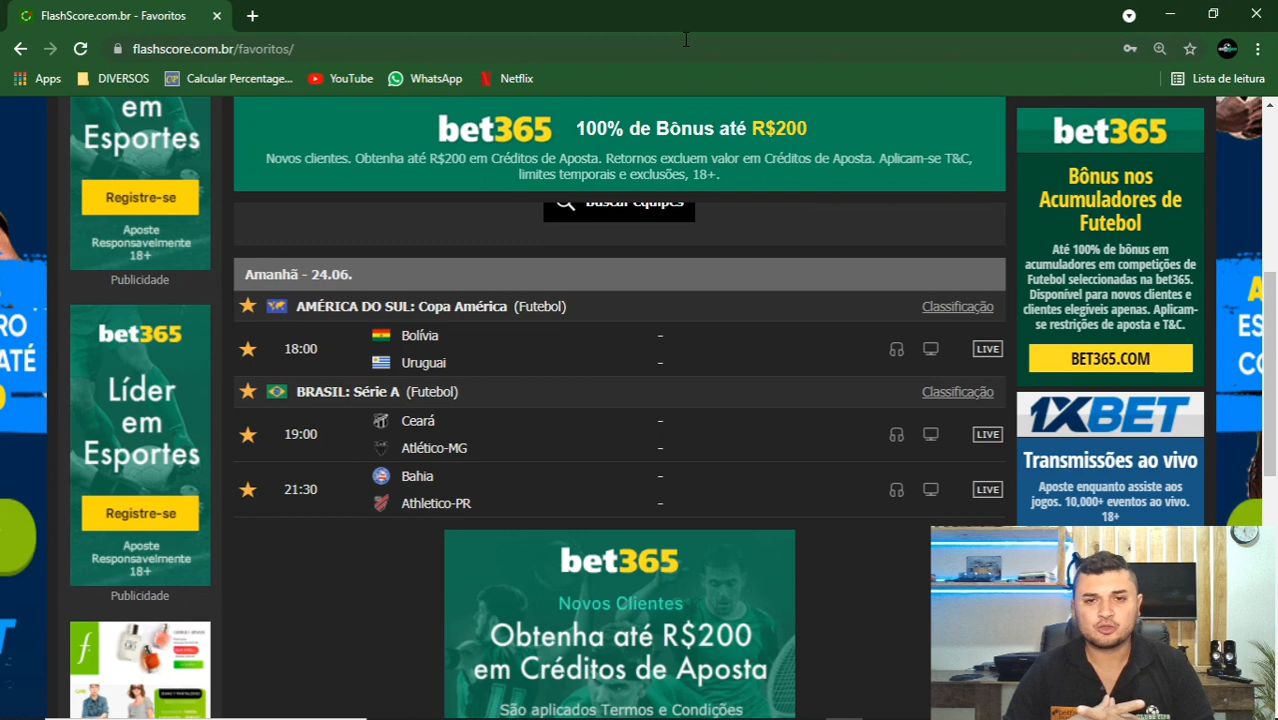 FlashScore.com.br - Favoritos
flashscore.com.br/favoritos/
Apps
DIVERSOS
Calcular Percentage...
YouTube
WhatsApp
Netflix
Lista de leitura
em
Esportes
Registre-se
Aposte
Responsavelmente
18+
Publicidade
bet365
Líder
em
Esportes
Registre-se
Aposte
Responsavelmente
18+
Publicidade
bet365 100% de Bônus até R$200
Novos clientes. Obtenha até R$200 em Créditos de Aposta. Retornos excluem valor em Créditos de Aposta. Aplicam-se T&C,
limites temporais e exclusões, 18+.
Buscar equipes
Amanhã - 24.06.
AMÉRICA DO SUL: Copa América (Futebol) Classificação
18:00 Bolívia - LIVE
Uruguai -
BRASIL: Série A (Futebol) Classificação
19:00 Ceará - LIVE
Atlético-MG -
21:30 Bahia - LIVE
Athletico-PR -
bet365
Novos Clientes
Obtenha até R$200
em Créditos de Aposta
São aplicados Termos e Condições
bet365
Bônus nos
Acumuladores de
Futebol
Até 100% de bônus em
acumuladores em competições de
Futebol seleccionadas na bet365.
Disponível para novos clientes e
clientes elegíveis apenas. Aplicam-
se restrições de aposta e T&C.
BET365.COM
1XBET
Transmissões ao vivo
Aposte enquanto assiste aos
jogos. 10,000+ eventos ao vivo.
18+